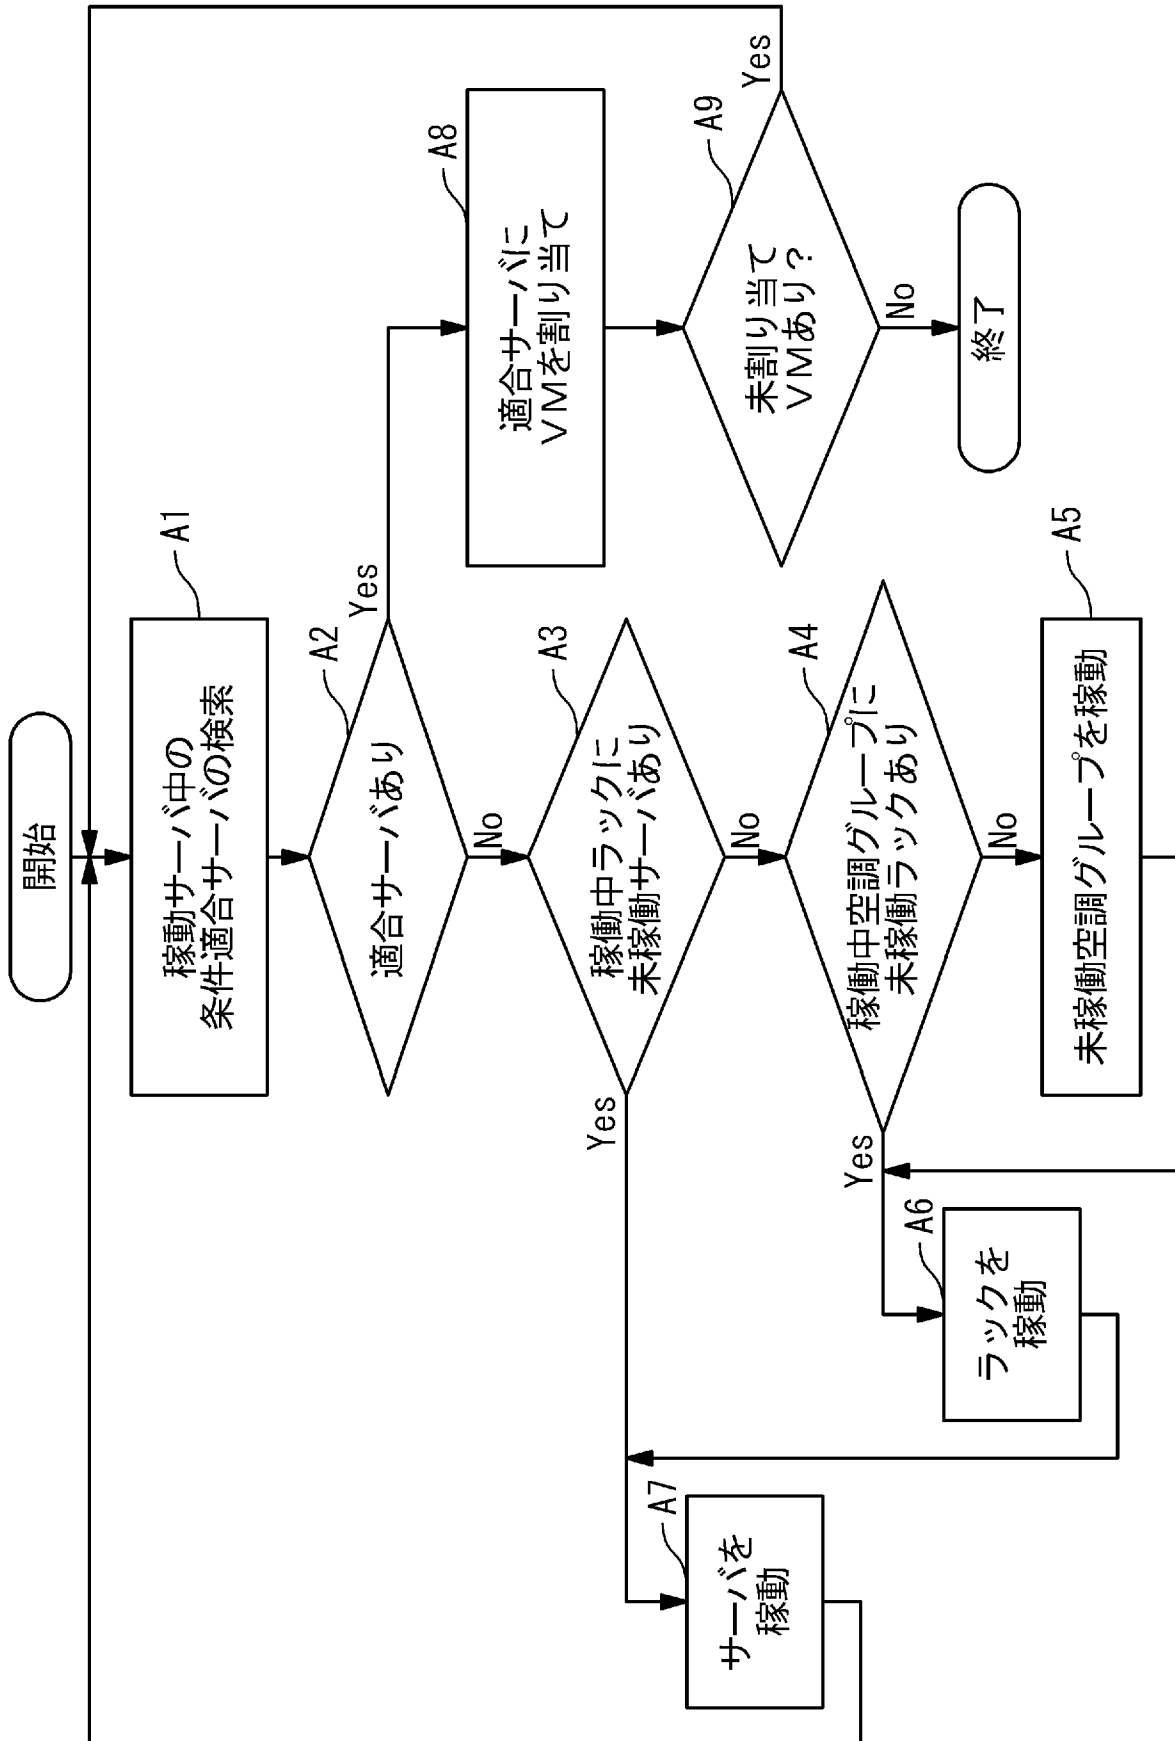 開始
稼動サーバ中の
条件適合サーバの検索
A1
適合サーバあり
A2
Yes
No
稼働中ラックに
未稼働サーバあり
A3
Yes
No
稼働中空調グループに
未稼働ラックあり
A4
Yes
No
未稼働空調グループを稼動
A5
ラックを
稼動
A6
サーバを
稼動
A7
適合サーバに
VMを割り当て
A8
未割り当て
VMあり?
A9
Yes
No
終了